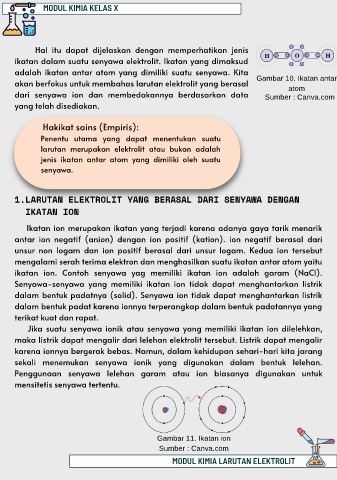 MODUL KIMIA KELAS X
Hal itu dapat dijelaskan dengan memperhatikan jenis
ikatan dalam suatu senyawa elektrolit. Ikatan yang dimaksud
adalah ikatan antar atom yang dimiliki suatu senyawa. Kita
akan berfokus untuk membahas larutan elektrolit yang berasal
dari senyawa ion dan membedakannya berdasarkan data
yang telah disediakan.
H O H
Gambar 10. Ikatan antar
atom
Sumber : Canva.com
Hakikat sains (Empiris):
Penentu utama yang dapat menentukan suatu
larutan merupakan elektrolit atau bukan adalah
jenis ikatan antar atom yang dimiliki oleh suatu
senyawa.
1.LARUTAN ELEKTROLIT YANG BERASAL DARI SENYAWA DENGAN
IKATAN ION
Ikatan ion merupakan ikatan yang terjadi karena adanya gaya tarik menarik
antar ion negatif (anion) dengan ion positif (kation). Ion negatif berasal dari
unsur non logam dan ion positif berasal dari unsur logam. Kedua ion tersebut
mengalami serah terima elektron dan menghasilkan suatu ikatan antar atom yaitu
ikatan ion. Contoh senyawa yag memiliki ikatan ion adalah garam (NaCl).
Senyawa-senyawa yang memiliki ikatan ion tidak dapat menghantarkan listrik
dalam bentuk padatnya (solid). Senyawa ion tidak dapat menghantarkan listrik
dalam bentuk padat karena ionnya terperangkap dalam bentuk padatannya yang
terikat kuat dan rapat.
Jika suatu senyawa ionik atau senyawa yang memiliki ikatan ion dilelehkan,
maka listrik dapat mengalir dari lelehan elektrolit tersebut. Listrik dapat mengalir
karena ionnya bergerak bebas. Namun, dalam kehidupan sehari-hari kita jarang
sekali menemukan senyawa ionik yang digunakan dalam bentuk lelehan.
Penggunaan senyawa lelehan garam atau ion biasanya digunakan untuk
mensitetis senyawa tertentu.
Gambar 11. Ikatan ion
Sumber : Canva.com
MODUL KIMIA LARUTAN ELEKTROLIT